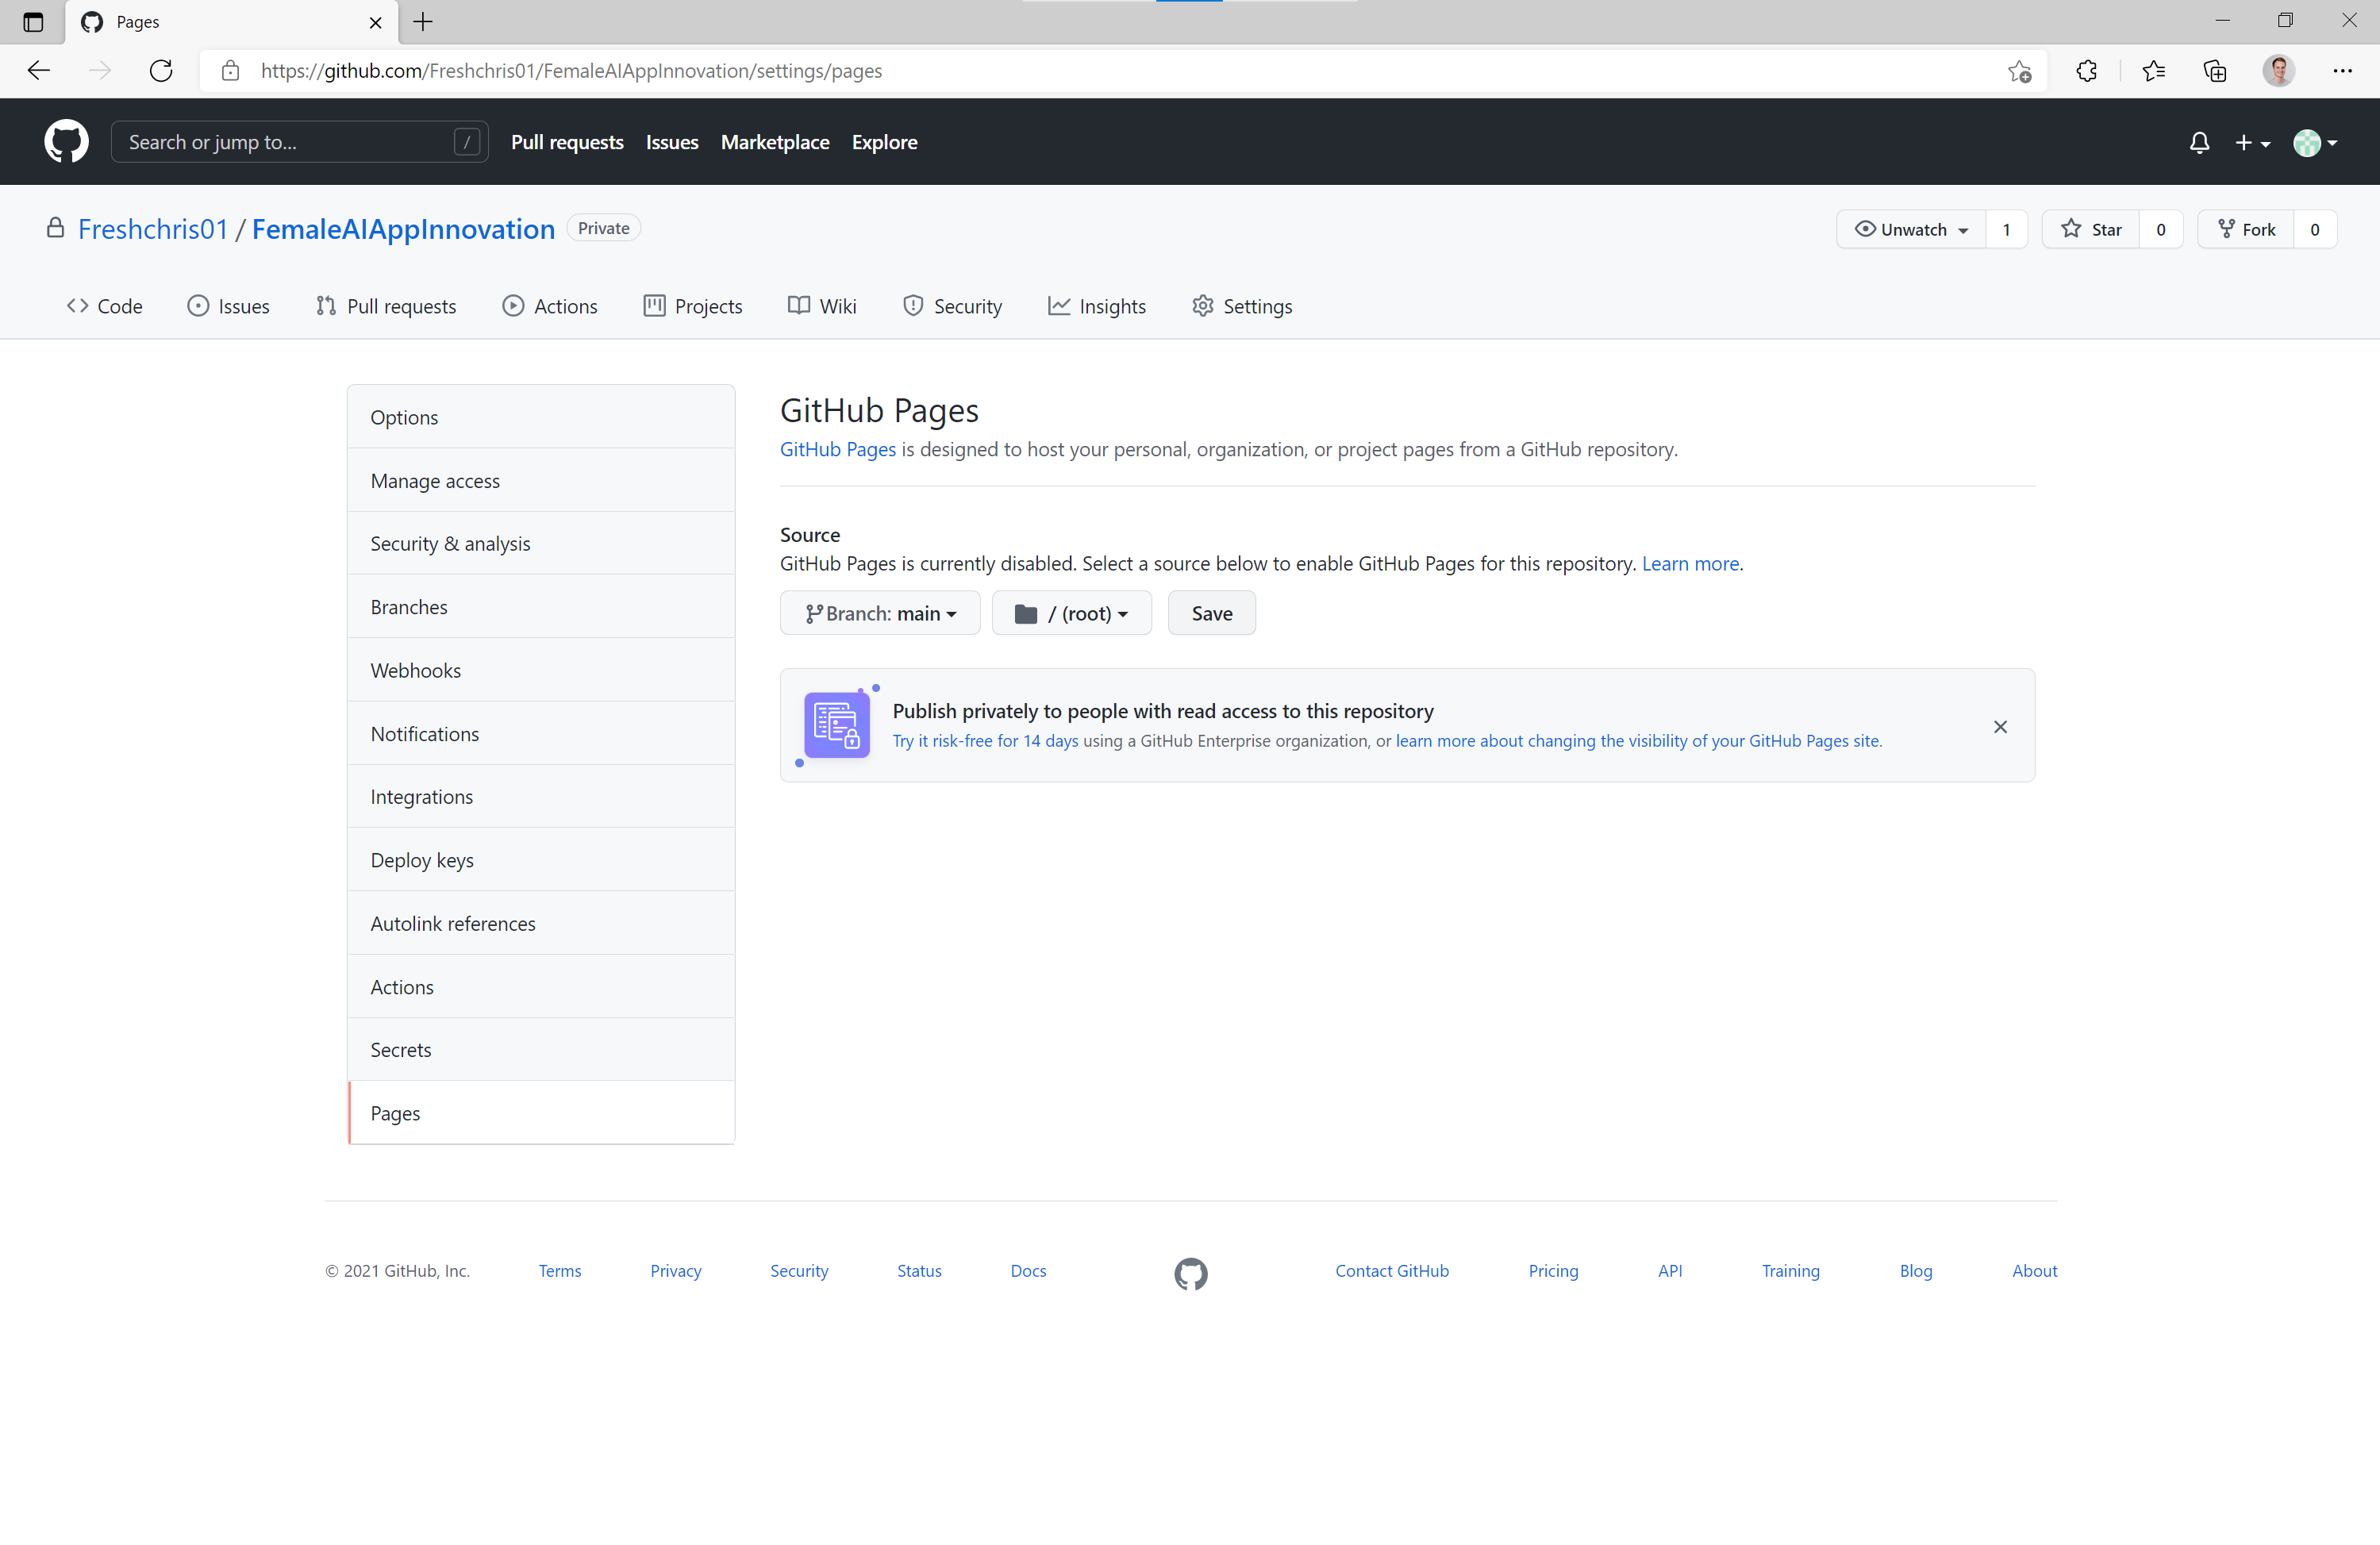 Pages
https://github.com/Freshchris01/FemaleAIAppInnovation/settings/pages
Search or jump to... /
Pull requests Issues Marketplace Explore
Freshchris01 / FemaleAIAppInnovation Private
Unwatch 1 Star 0 Fork 0
Code Issues Pull requests Actions Projects Wiki Security Insights Settings
Options
Manage access
Security & analysis
Branches
Webhooks
Notifications
Integrations
Deploy keys
Autolink references
Actions
Secrets
Pages
GitHub Pages
GitHub Pages is designed to host your personal, organization, or project pages from a GitHub repository.
Source
GitHub Pages is currently disabled. Select a source below to enable GitHub Pages for this repository. Learn more.
Branch: main / (root) Save
Publish privately to people with read access to this repository
Try it risk-free for 14 days using a GitHub Enterprise organization, or learn more about changing the visibility of your GitHub Pages site.
© 2021 GitHub, Inc. Terms Privacy Security Status Docs Contact GitHub Pricing API Training Blog About